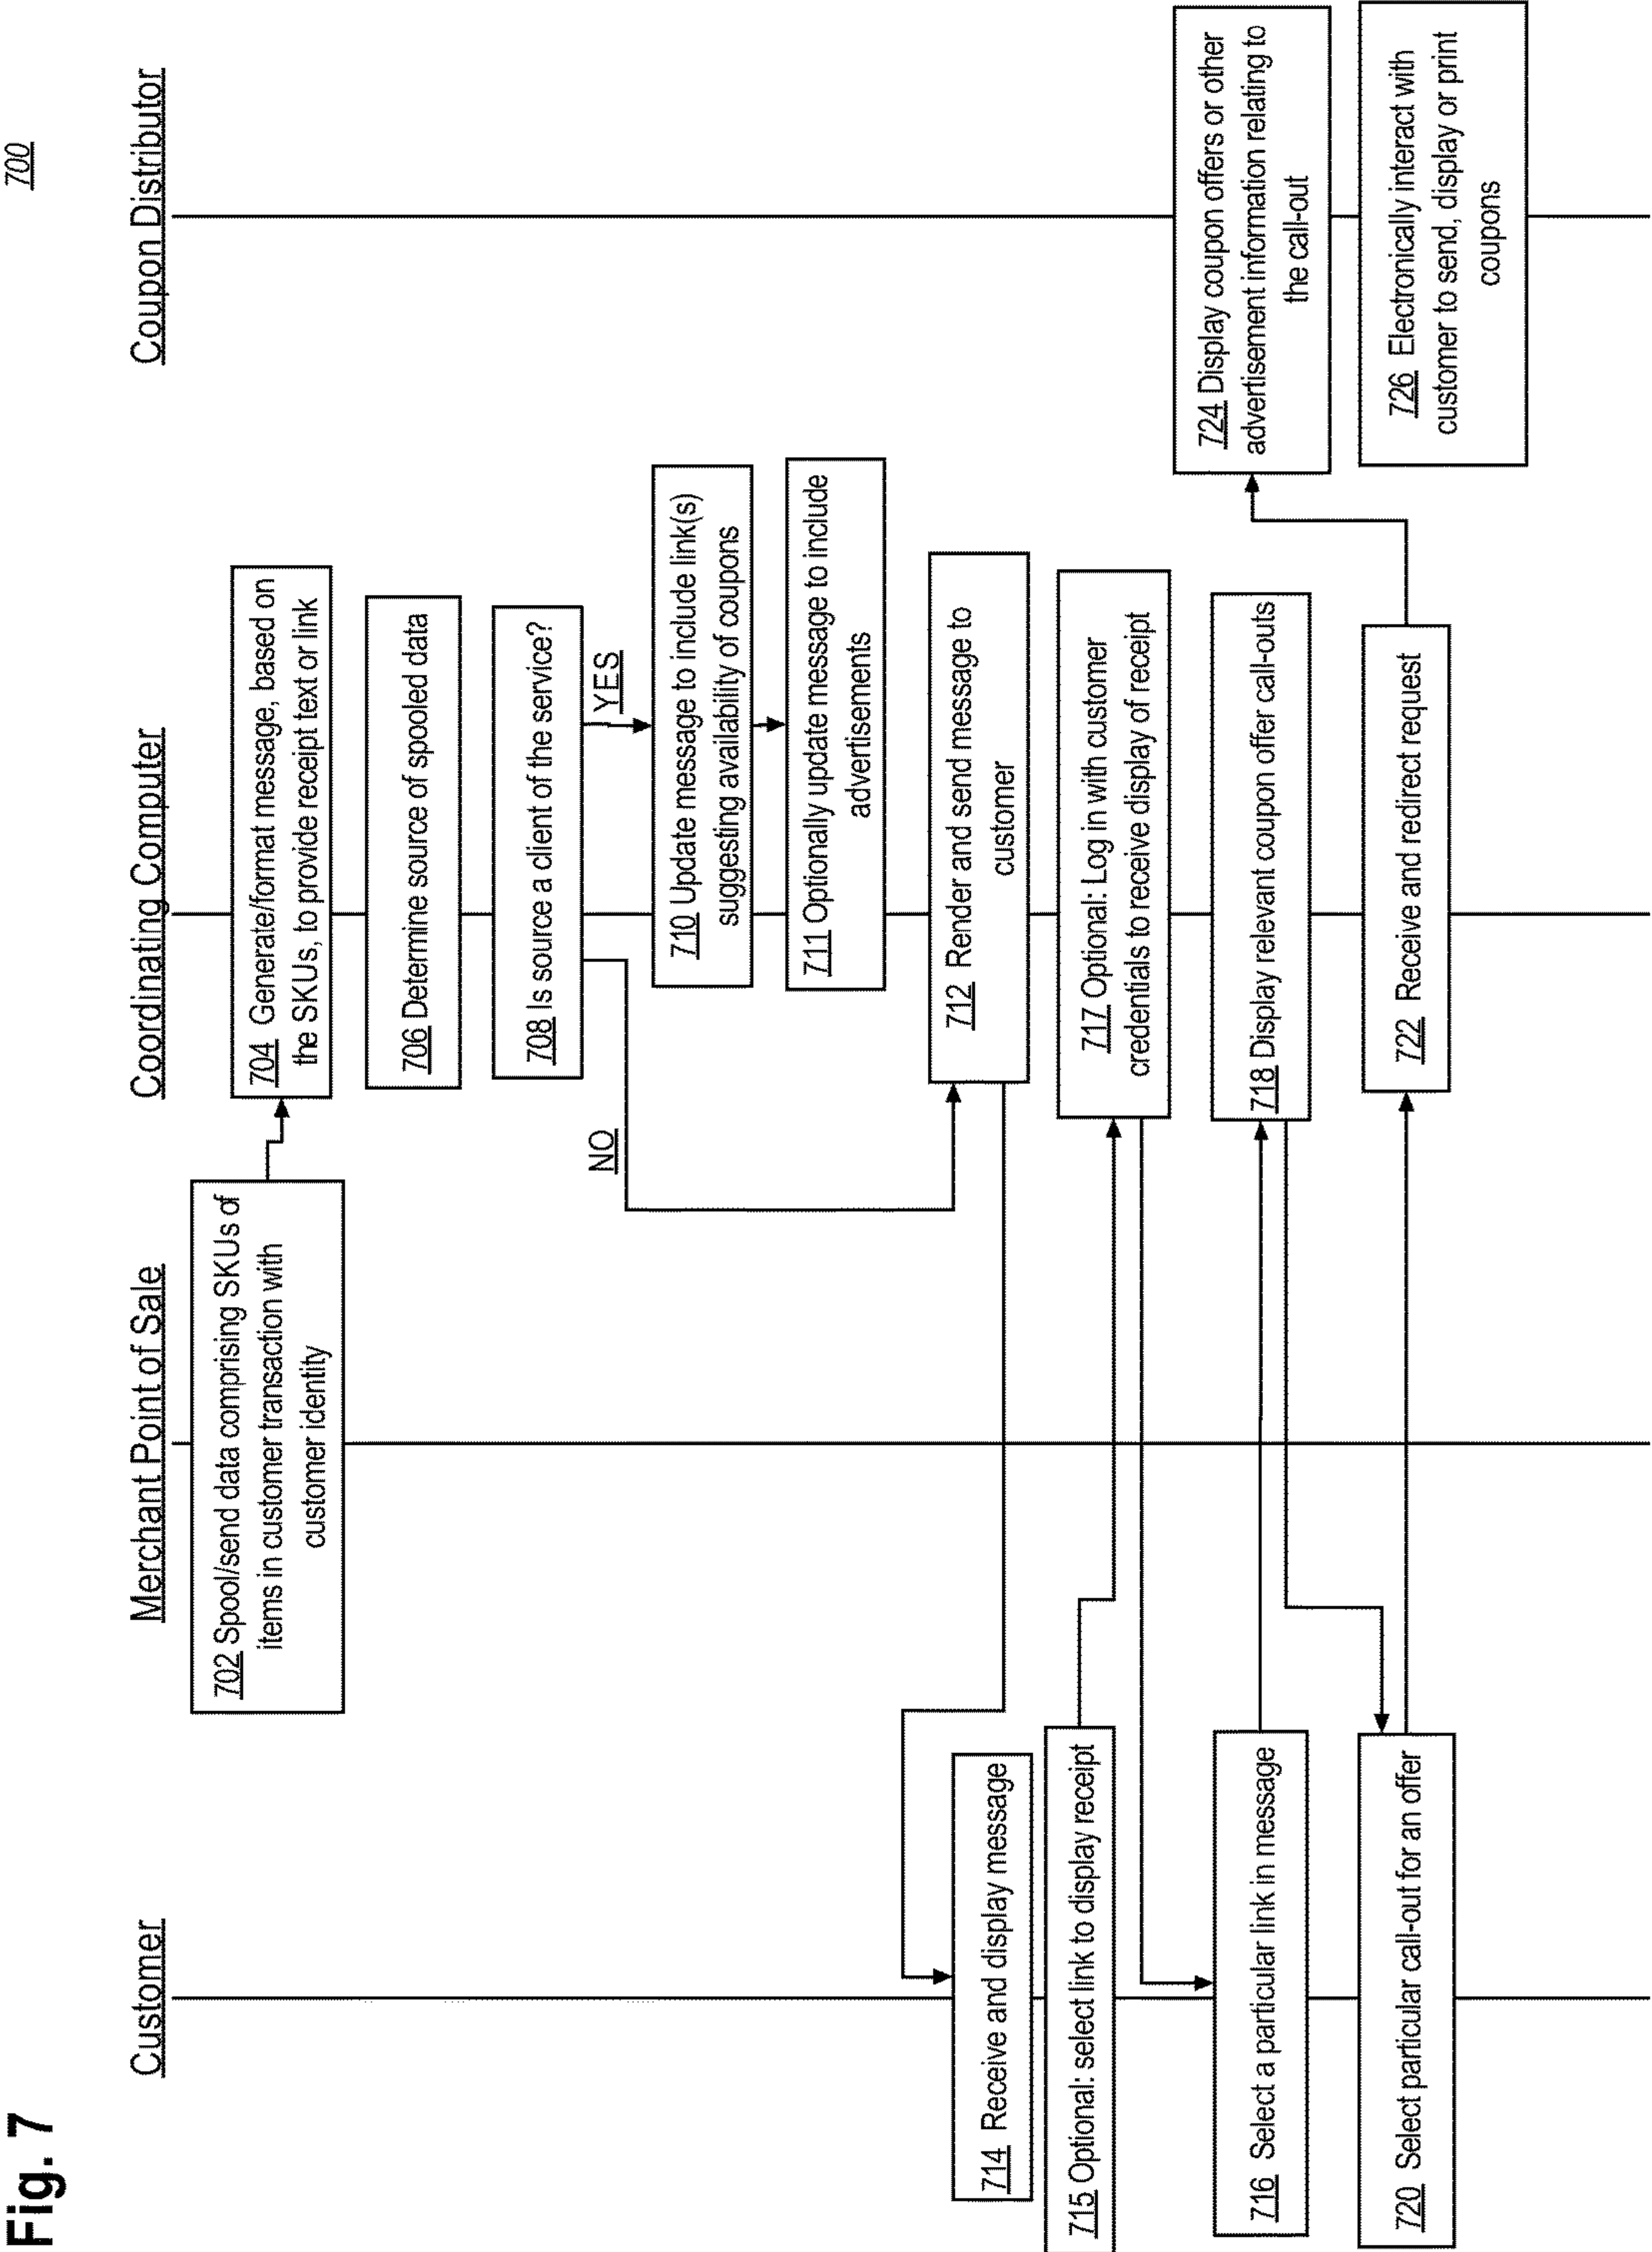 Fig. 7
700
Customer
Merchant Point of Sale
Coordinating Computer
Coupon Distributor
702 Spool/send data comprising SKUs of
items in customer transaction with
customer identity
704 Generate/format message, based on
the SKUs, to provide receipt text or link
706 Determine source of spooled data
708 Is source a client of the service?
NO
YES
710 Update message to include link(s)
suggesting availability of coupons
711 Optionally update message to include
advertisements
712 Render and send message to
customer
714 Receive and display message
715 Optional: select link to display receipt
717 Optional: Log in with customer
credentials to receive display of receipt
716 Select a particular link in message
718 Display relevant coupon offer call-outs
720 Select particular call-out for an offer
722 Receive and redirect request
724 Display coupon offers or other
advertisement information relating to
the call-out
726 Electronically interact with
customer to send, display or print
coupons